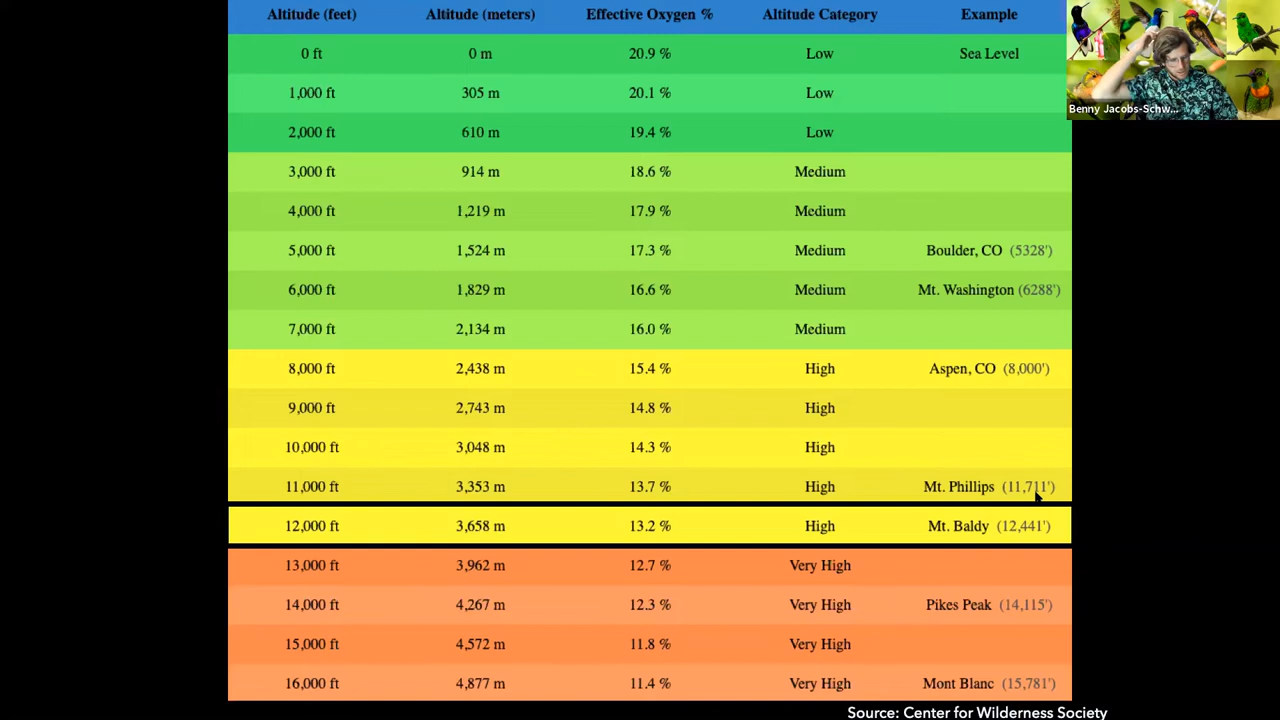 Altitude (feet) Altitude (meters) Effective Oxygen % Altitude Category Example
0 ft 0 m 20.9 % Low Sea Level
1,000 ft 305 m 20.1 % Low
2,000 ft 610 m 19.4 % Low
3,000 ft 914 m 18.6 % Medium
4,000 ft 1,219 m 17.9 % Medium
5,000 ft 1,524 m 17.3 % Medium Boulder, CO (5328')
6,000 ft 1,829 m 16.6 % Medium Mt. Washington (6288')
7,000 ft 2,134 m 16.0 % Medium
8,000 ft 2,438 m 15.4 % High Aspen, CO (8,000')
9,000 ft 2,743 m 14.8 % High
10,000 ft 3,048 m 14.3 % High
11,000 ft 3,353 m 13.7 % High Mt. Phillips (11,711')
12,000 ft 3,658 m 13.2 % High Mt. Baldy (12,441')
13,000 ft 3,962 m 12.7 % Very High
14,000 ft 4,267 m 12.3 % Very High Pikes Peak (14,115')
15,000 ft 4,572 m 11.8 % Very High
16,000 ft 4,877 m 11.4 % Very High Mont Blanc (15,781')
Source: Center for Wilderness Society
Benny Jacobs-Schw...